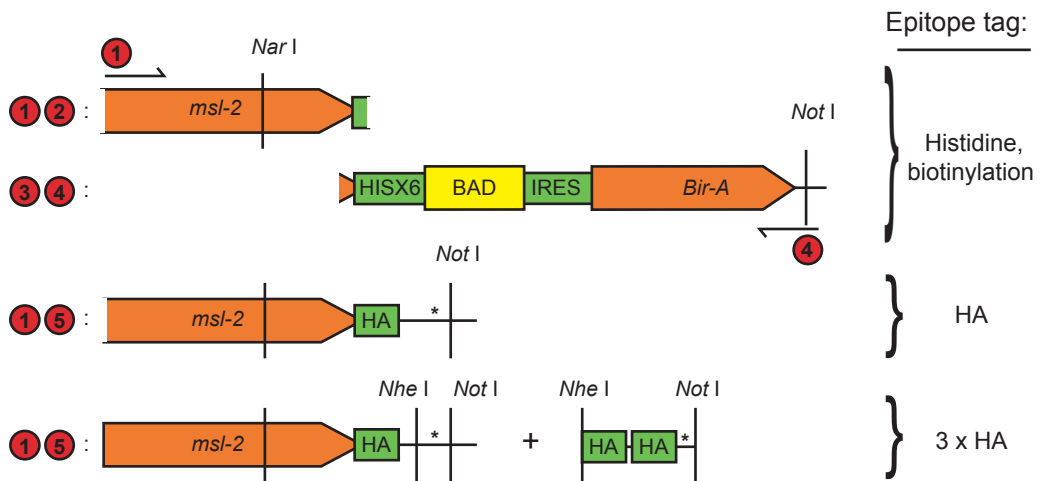 Epitope tag:
1
Nar I
1 2 : msl-2
Not I
Histidine,
biotinylation
3 4 : HISX6 BAD IRES Bir-A
4
Not I
1 5 : msl-2 HA * HA
Nhe I Not I Nhe I Not I
1 5 : msl-2 HA * + HA HA * 3 x HA